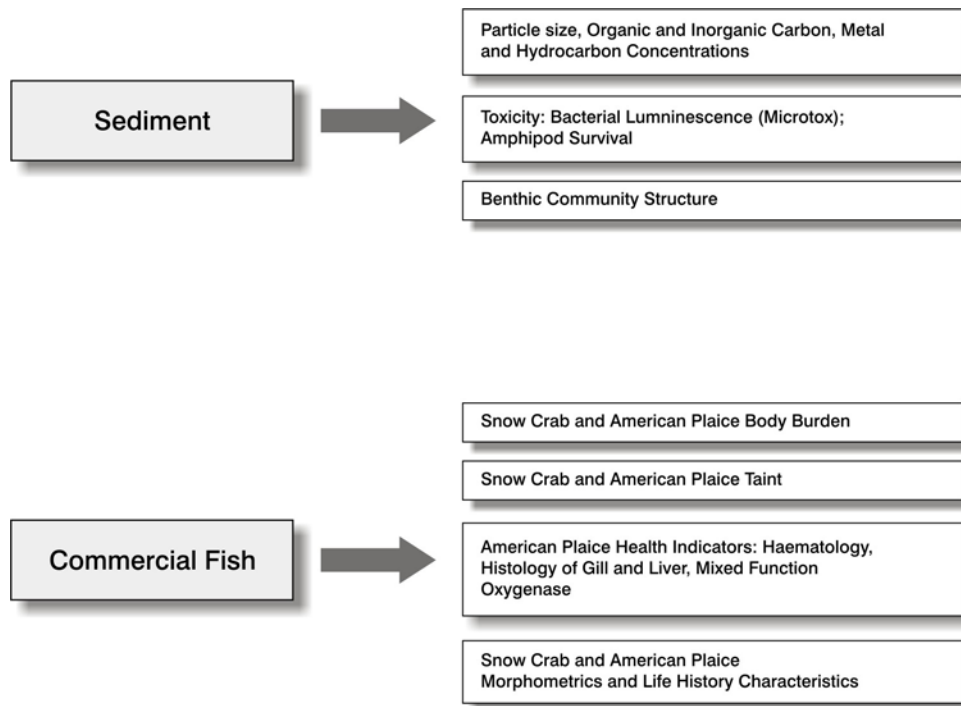 Particle size, Organic and Inorganic Carbon, Metal
and Hydrocarbon Concentrations
Sediment
Toxicity: Bacterial Lumninescence (Microtox);
Amphipod Survival
Benthic Community Structure
Snow Crab and American Plaice Body Burden
Snow Crab and American Plaice Taint
Commercial Fish
American Plaice Health Indicators: Haematology,
Histology of Gill and Liver, Mixed Function
Oxygenase
Snow Crab and American Plaice
Morphometrics and Life History Characteristics